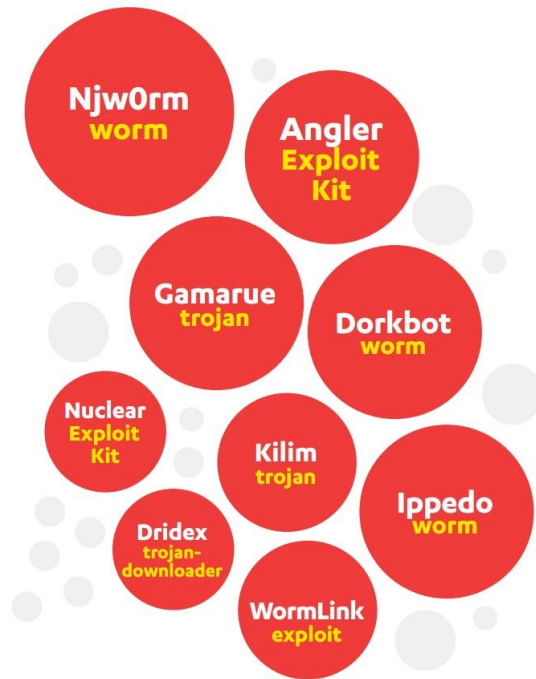 Njw0rm
worm
Angler
Exploit
Kit
Gamarue
trojan
Dorkbot
worm
Nuclear
Exploit
Kit
Kilim
trojan
Ippedo
worm
Dridex
trojan-
downloader
WormLink
exploit